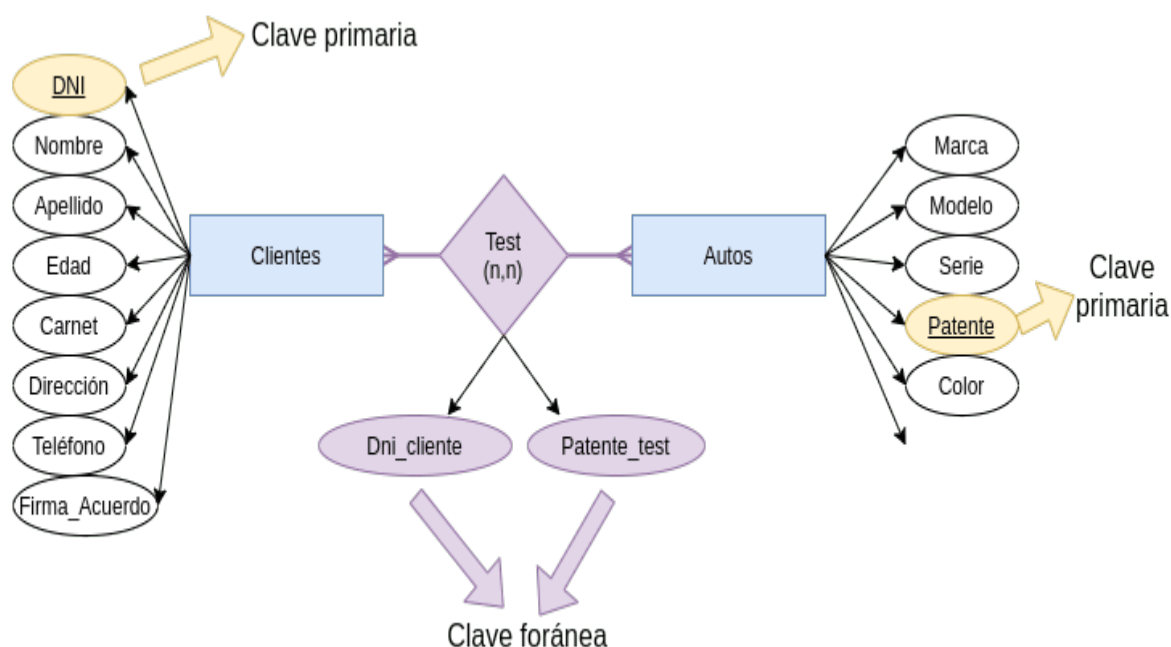 Clave primaria
DNI
Nombre
Apellido
Edad
Carnet
Dirección
Teléfono
Firma_Acuerdo
Clientes
Test
(n,n)
Autos
Marca
Modelo
Serie
Patente
Color
Clave
primaria
Dni_cliente
Patente_test
Clave foránea